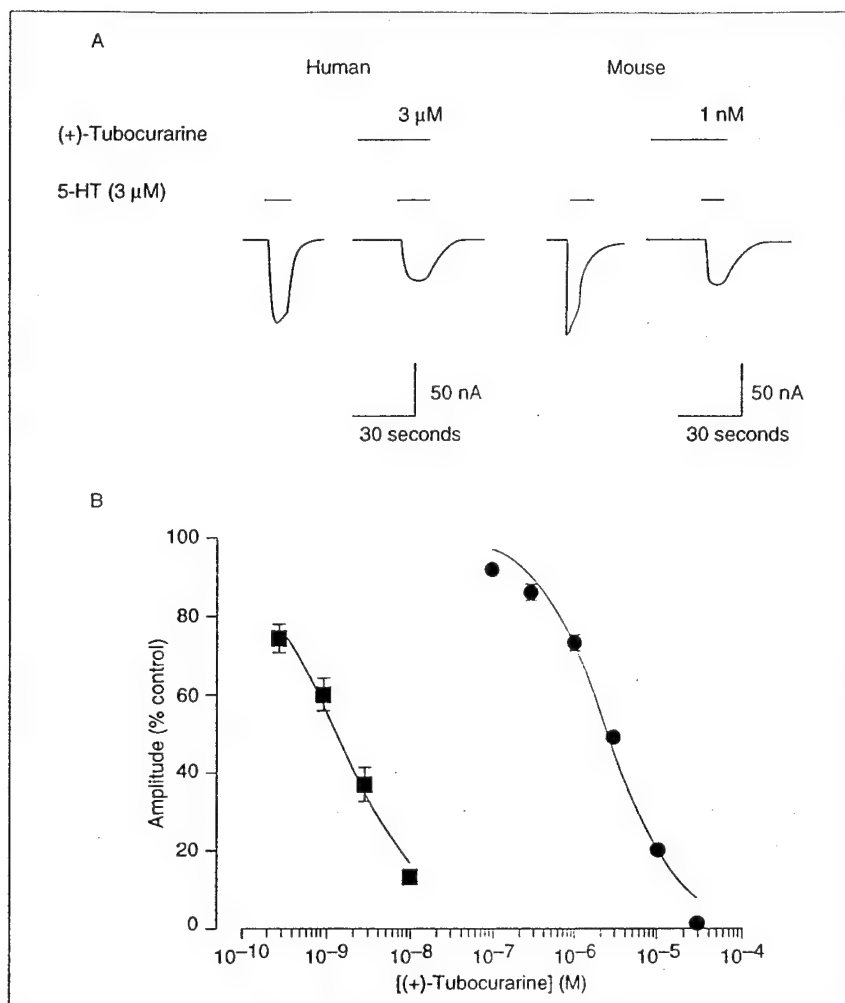 A
Human Mouse
3 µM 1 nM
(+)-Tubocurarine
5-HT (3 µM)
50 nA 50 nA
30 seconds 30 seconds
B
100
80
60
40
20
0
Amplitude (% control)
10–10 10–9 10–8 10–7 10–6 10–5 10–4
[(+)-Tubocurarine] (M)